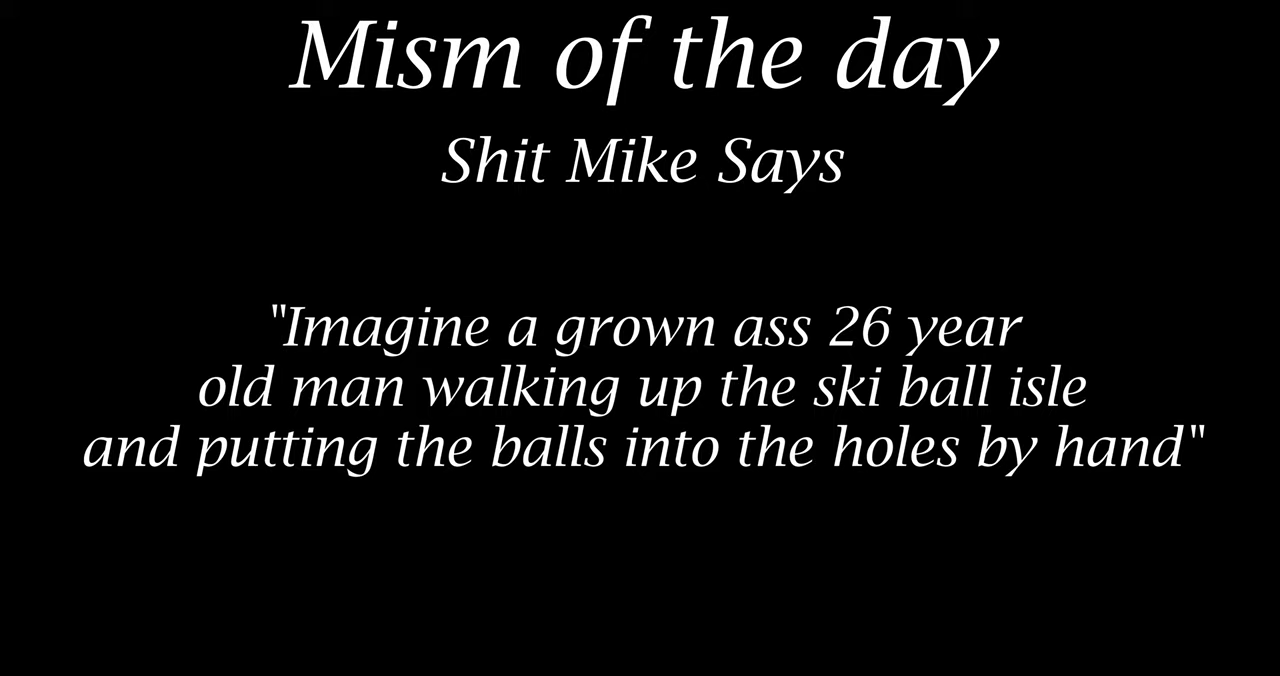 Mism of the day
Shit Mike Says
"Imagine a grown ass 26 year
old man walking up the ski ball isle
and putting the balls into the holes by hand"